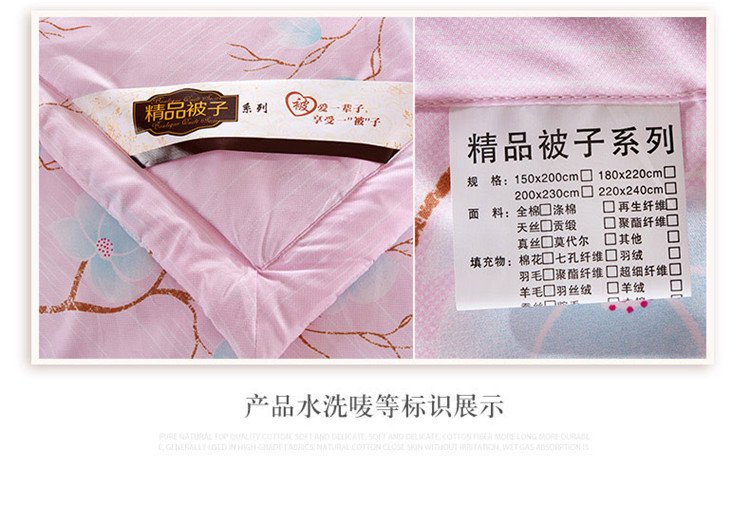 精品被子
系列
被 爱一辈子,
享受一"被"子
精品被子系列
规 格: 150x200cm□ 180x220cm□
200x230cm□ 220x240cm□
面 料: 全棉□涤棉□ 再生纤维□
天丝□贡缎□ 聚酯纤维□
真丝□莫代尔□ 其他□
填充物: 棉花□七孔纤维□羽绒□
羽毛□聚酯纤维□超细纤维□
羊毛□羽丝绒□羊绒□
产品水洗唛等标识展示
PURE NATURAL TOP QUALITY COTTON: SOFT AND DELICATE, SOFT AND DELICATE, COTTON FIBER MORE LONG MORE DURABL
E, GENERALLY USED IN HIGH-GRADE FABRICS. NATURAL COTTON CLOSE SKIN WITHOUT IRRITATION, WET GAS ABSORPTION IS